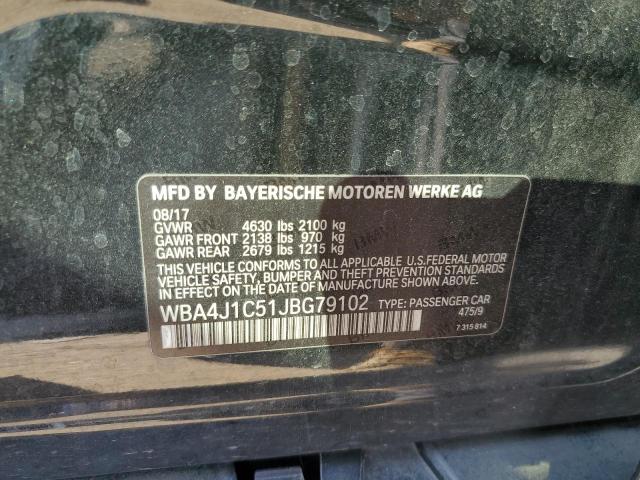 MFD BY BAYERISCHE MOTOREN WERKE AG
08/17
GVWR 4630 lbs 2100 kg
GAWR FRONT 2138 lbs 970 kg
GAWR REAR 2679 lbs 1215 kg
THIS VEHICLE CONFORMS TO ALL APPLICABLE U.S.FEDERAL MOTOR
VEHICLE SAFETY, BUMPER AND THEFT PREVENTION STANDARDS
IN EFFECT ON THE DATE OF MANUFACTURE SHOWN ABOVE.
WBA4J1C51JBG79102 TYPE: PASSENGER CAR
475/9
7 315 814